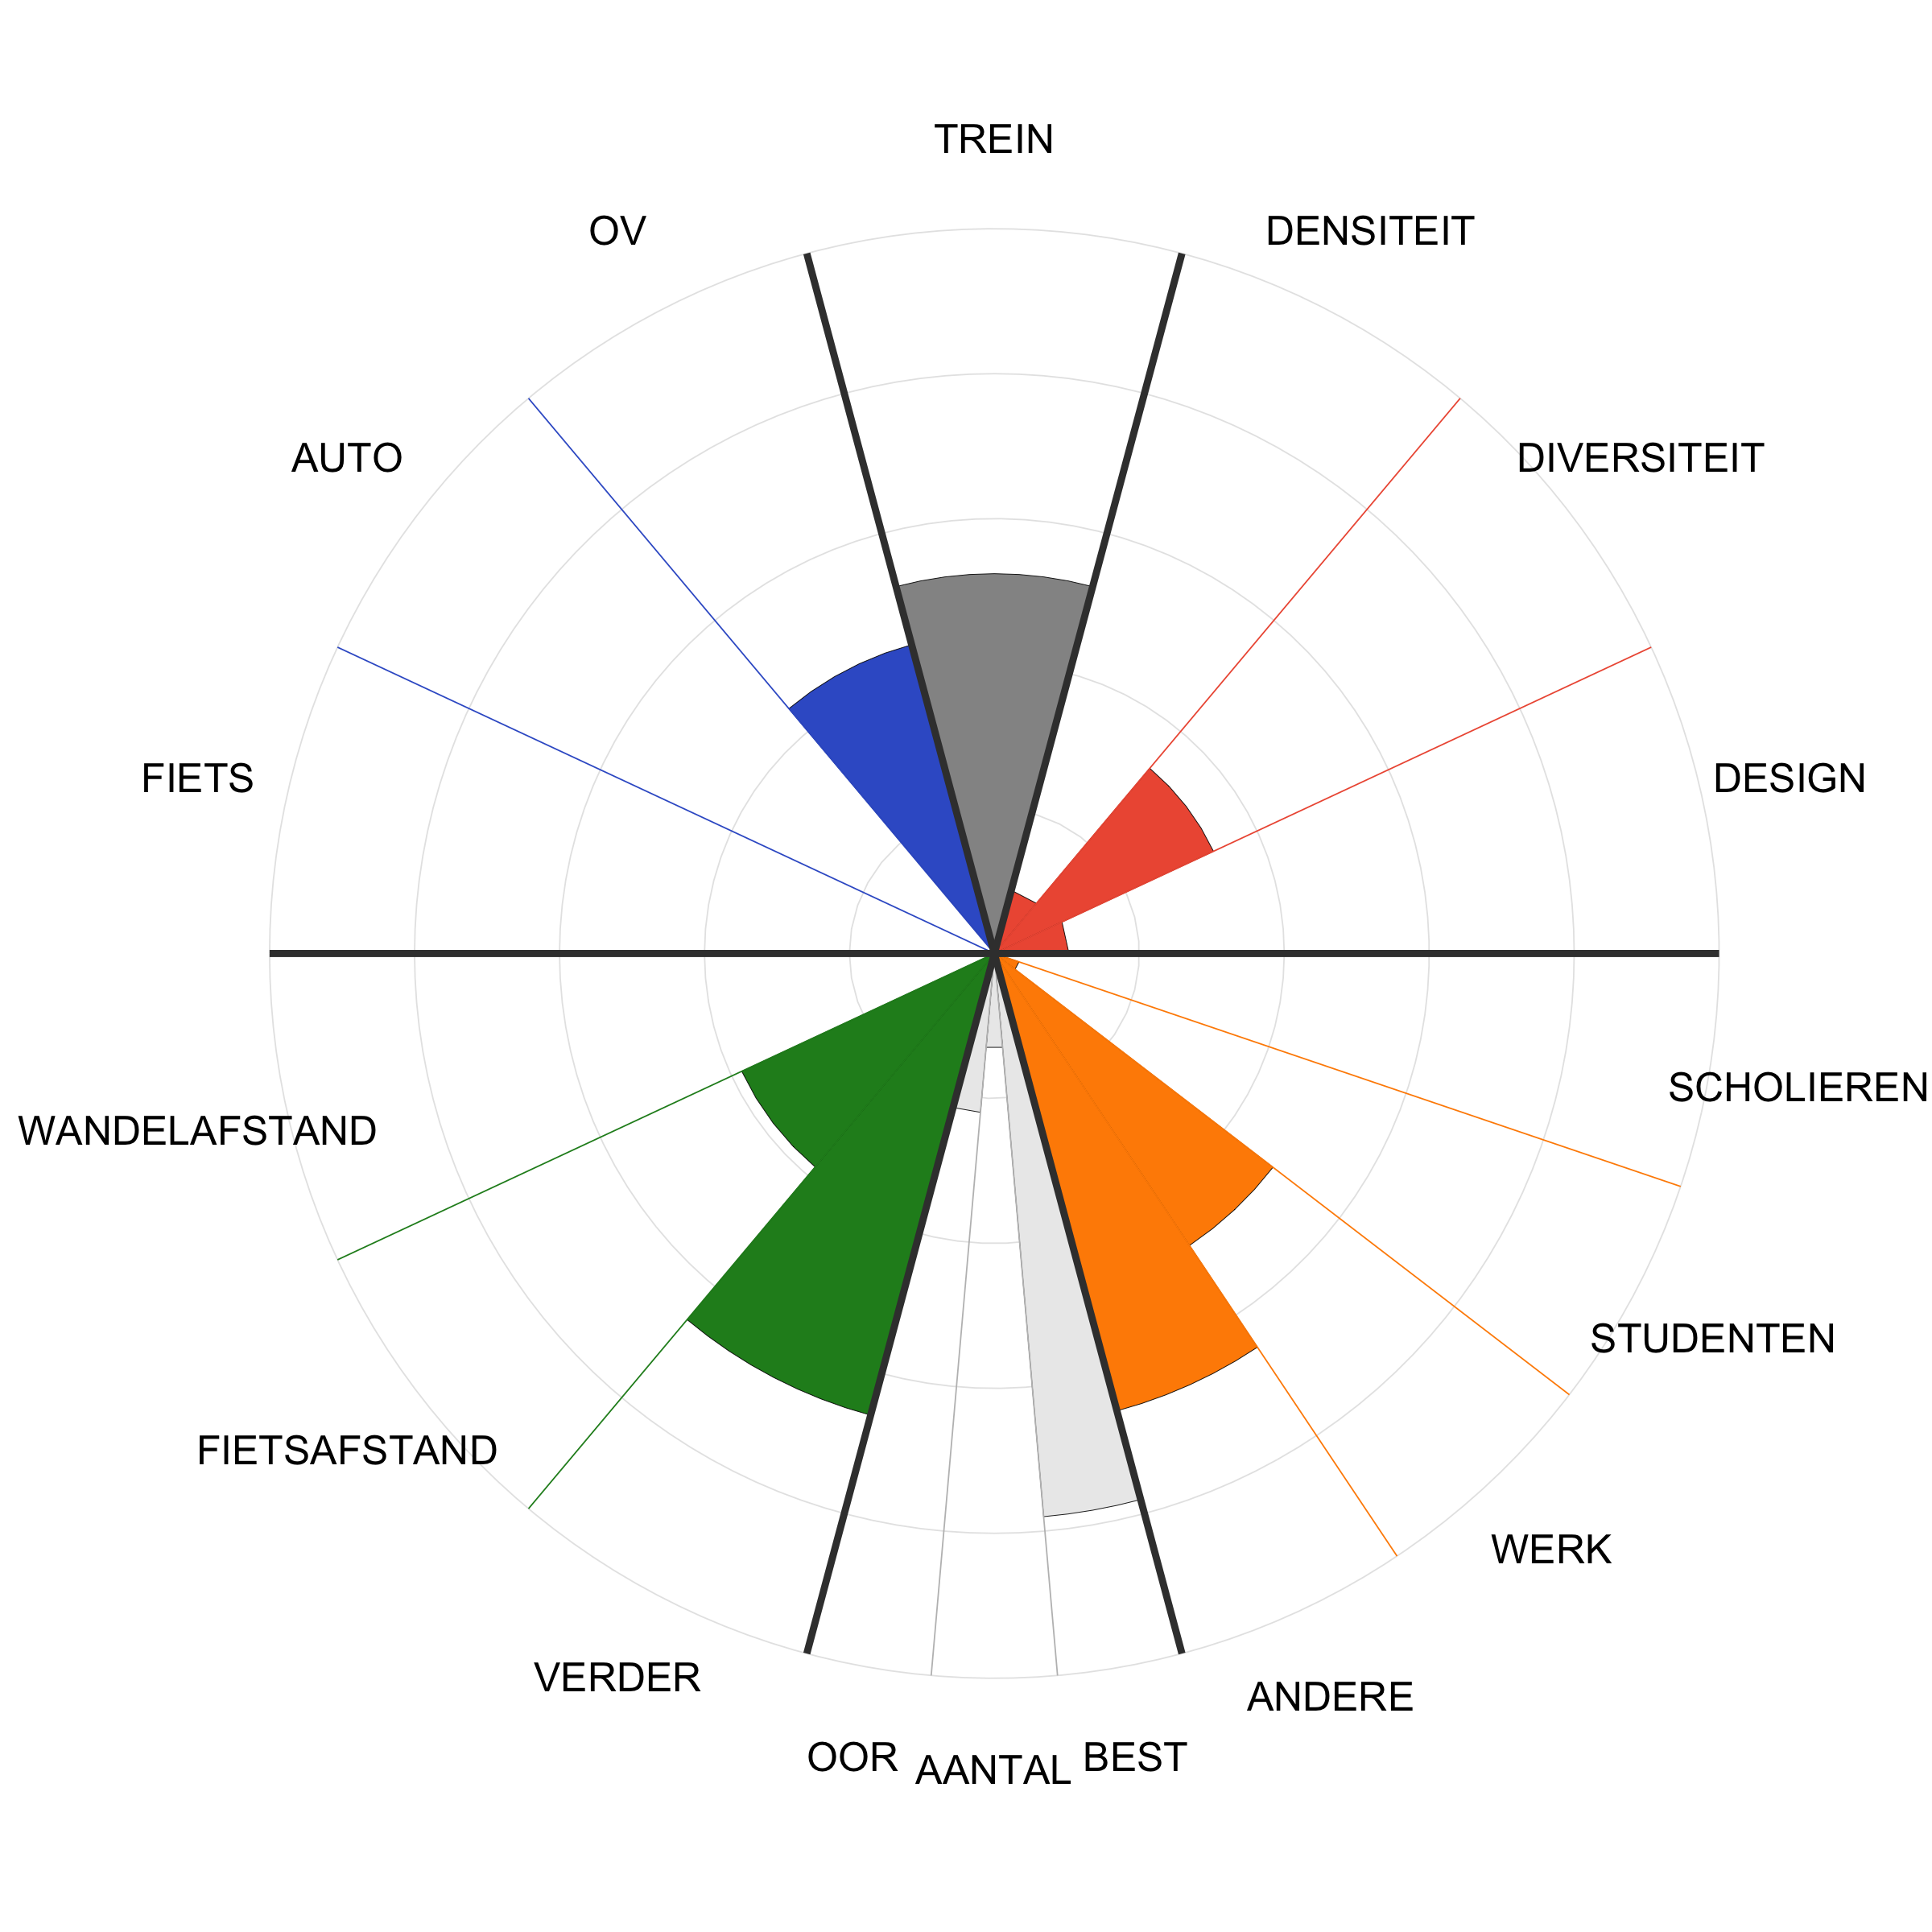 TREIN
OV
DENSITEIT
AUTO
DIVERSITEIT
FIETS
DESIGN
SCHOLIEREN
WANDELAFSTAND
STUDENTEN
FIETSAFSTAND
WERK
VERDER
ANDERE
OOR
AANTAL
BEST